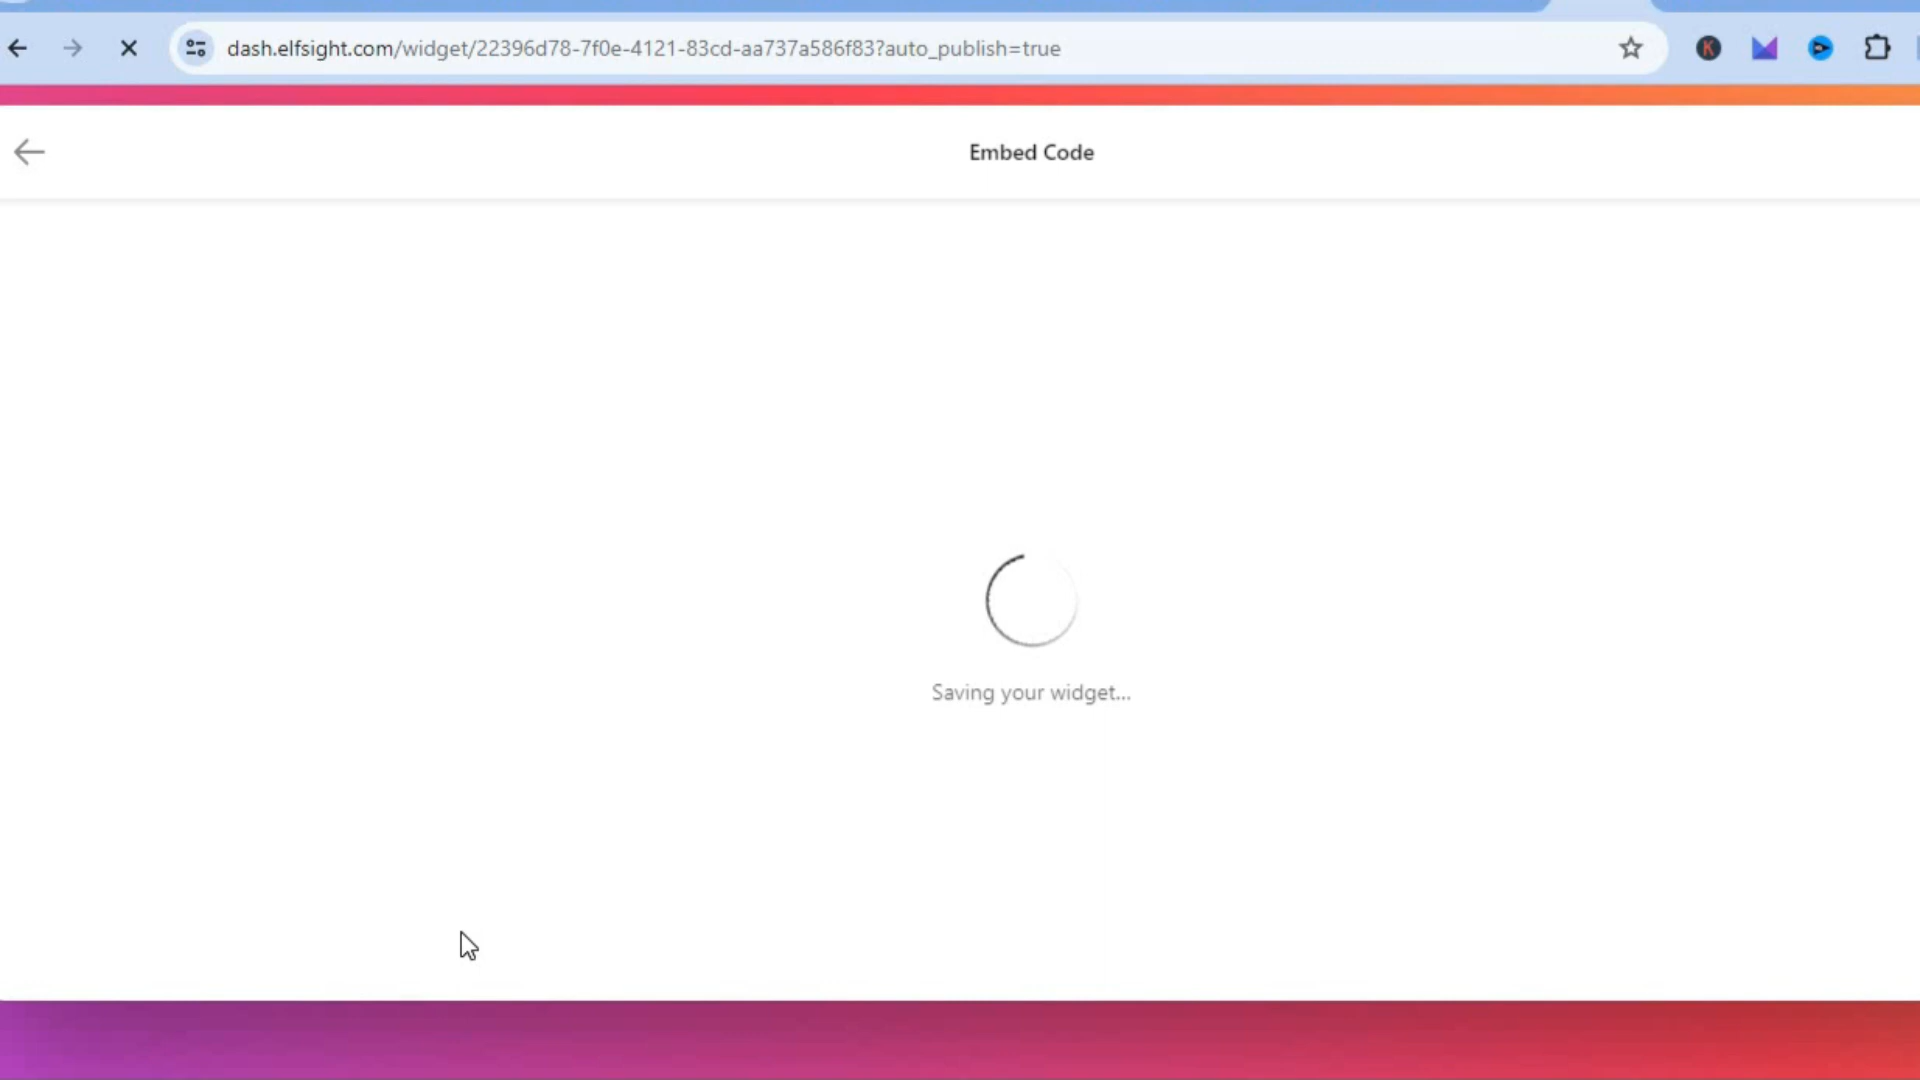 dash.elfsight.com/widget/22396d78-7f0e-4121-83cd-aa737a586f83?auto_publish=true
K
Embed Code
Saving your widget...